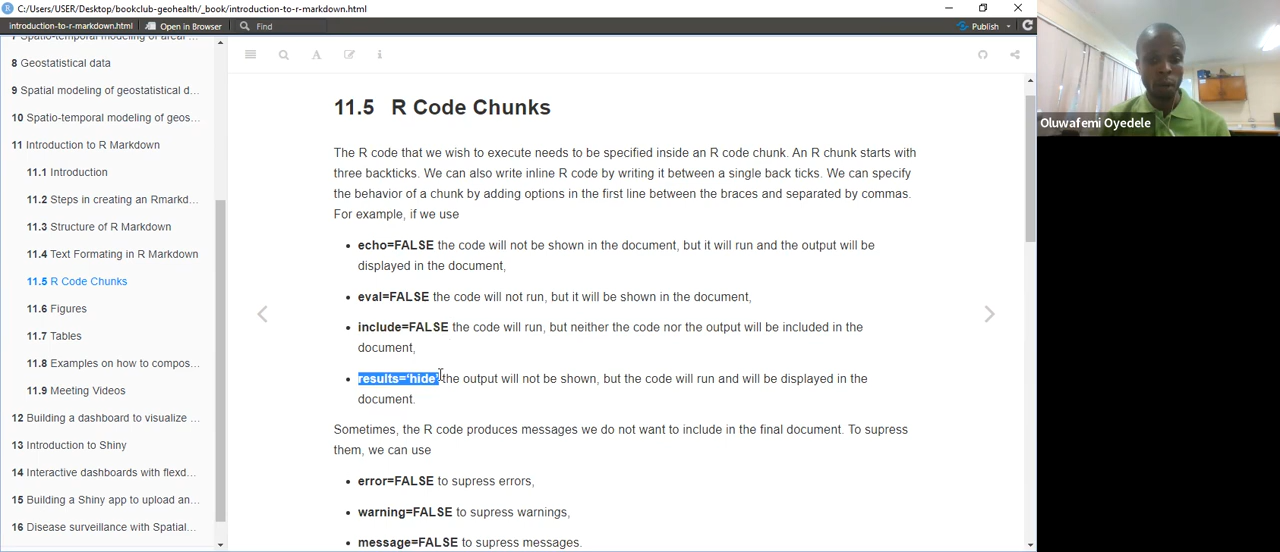 C:/Users/USER/Desktop/bookclub-geohealth/_book/introduction-to-r-markdown.html
introduction-to-r-markdown.html
Open in Browser
Find
Publish
8 Geostatistical data
9 Spatial modeling of geostatistical d...
10 Spatio-temporal modeling of geos...
11 Introduction to R Markdown
11.1 Introduction
11.2 Steps in creating an Rmarkd...
11.3 Structure of R Markdown
11.4 Text Formating in R Markdown
11.5 R Code Chunks
11.6 Figures
11.7 Tables
11.8 Examples on how to compos...
11.9 Meeting Videos
12 Building a dashboard to visualize ...
13 Introduction to Shiny
14 Interactive dashboards with flexd...
15 Building a Shiny app to upload an...
16 Disease surveillance with Spatial...
11.5 R Code Chunks
The R code that we wish to execute needs to be specified inside an R code chunk. An R chunk starts with
three backticks. We can also write inline R code by writing it between a single back ticks. We can specify
the behavior of a chunk by adding options in the first line between the braces and separated by commas.
For example, if we use
• echo=FALSE the code will not be shown in the document, but it will run and the output will be
displayed in the document,
• eval=FALSE the code will not run, but it will be shown in the document,
• include=FALSE the code will run, but neither the code nor the output will be included in the
document,
• results=‘hide’ the output will not be shown, but the code will run and will be displayed in the
document.
Sometimes, the R code produces messages we do not want to include in the final document. To supress
them, we can use
• error=FALSE to supress errors,
• warning=FALSE to supress warnings,
• message=FALSE to supress messages.
Oluwafemi Oyedele